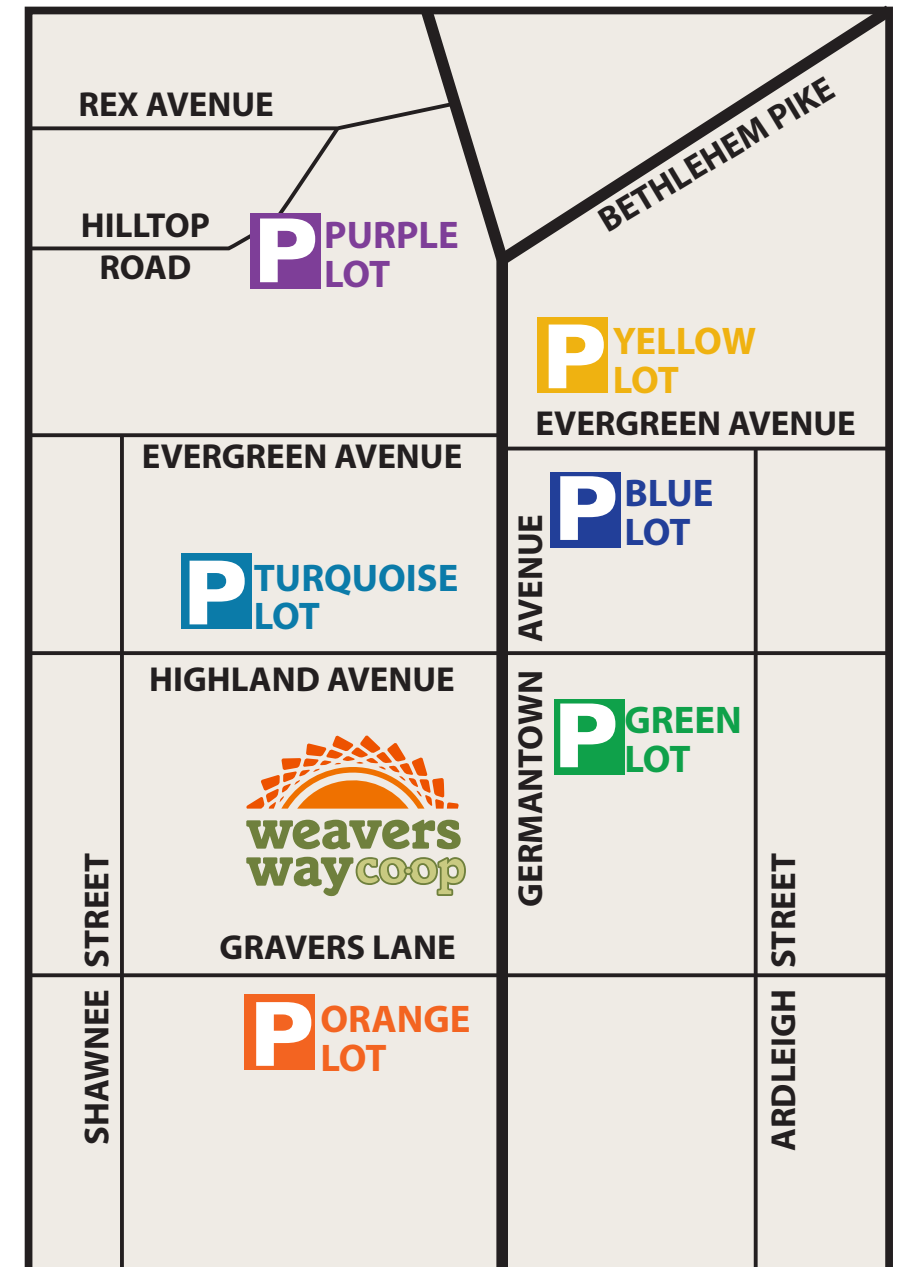 REX AVENUE
BETHLEHEM PIKE
HILLTOP
ROAD
P PURPLE
LOT
P YELLOW
LOT
EVERGREEN AVENUE
EVERGREEN AVENUE
P BLUE
LOT
P TURQUOISE
LOT
GERMANTOWN AVENUE
HIGHLAND AVENUE
P GREEN
LOT
weavers
way co·op
GRAVERS LANE
P ORANGE
LOT
SHAWNEE STREET
ARDLEIGH STREET